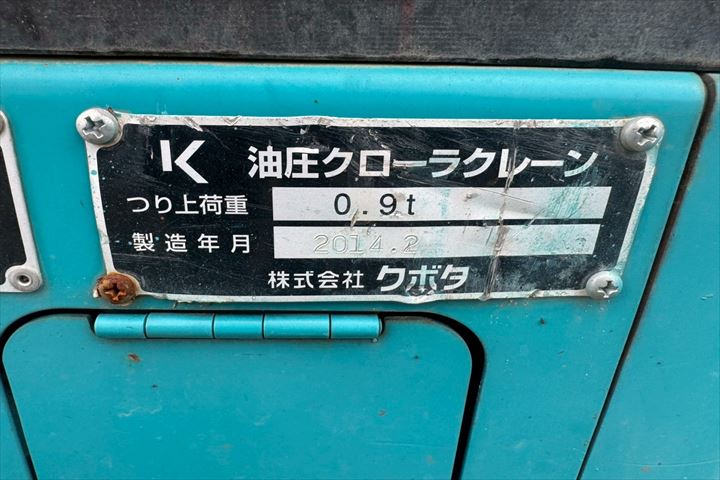 K 油圧クローラクレーン
つり上荷重 0.9t
製造年月 2014.2
株式会社 クボタ